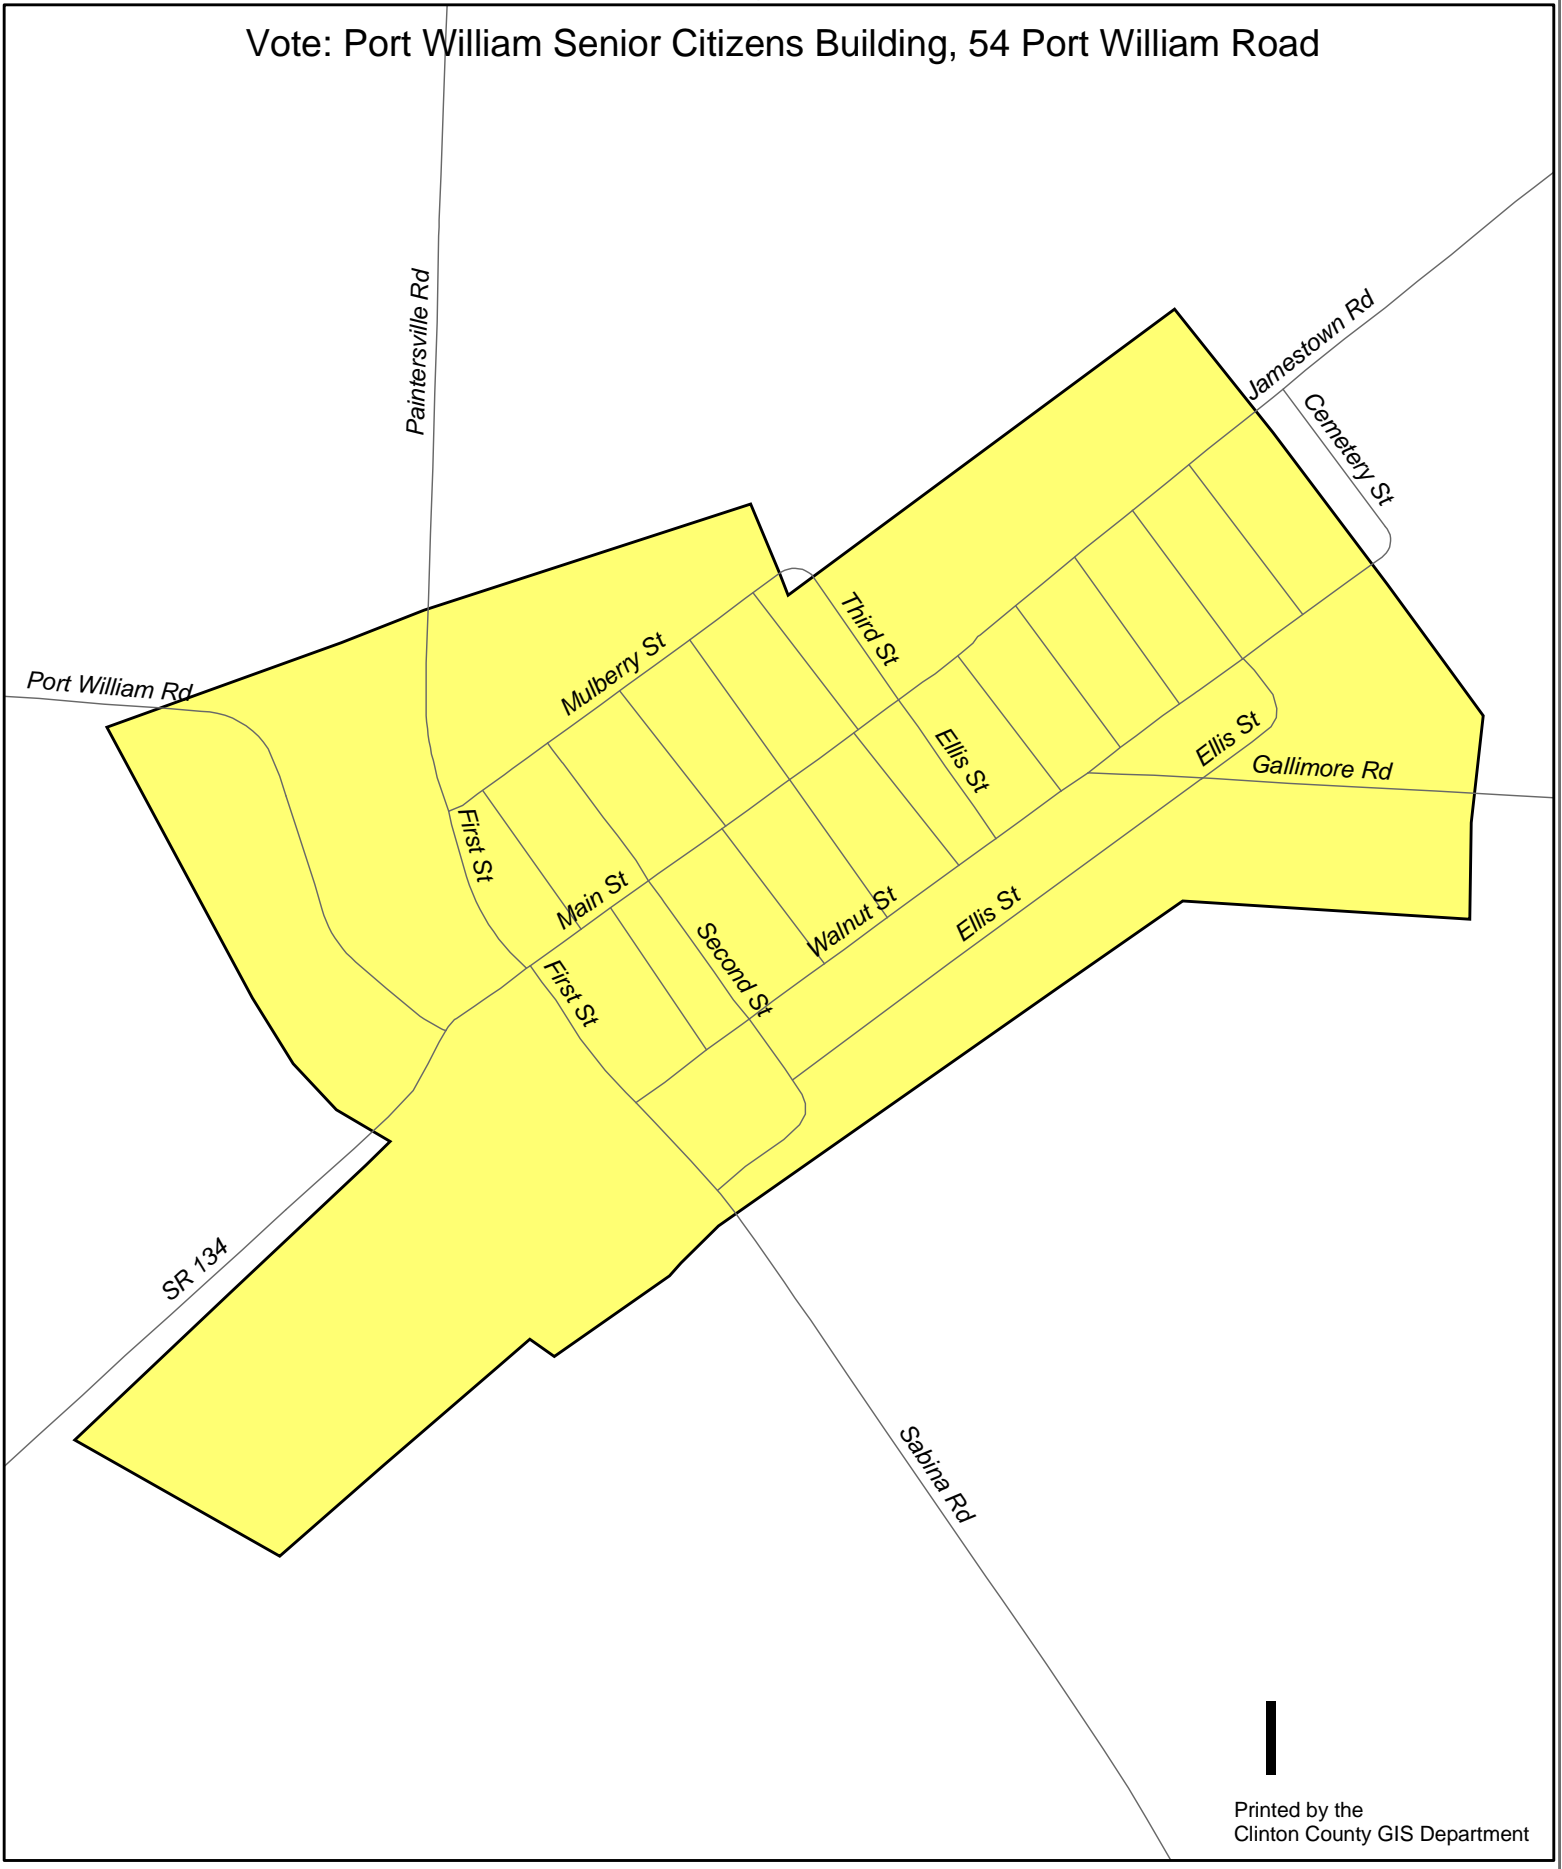 Vote: Port William Senior Citizens Building, 54 Port William Road
Paintersville Rd
Jamestown Rd
Cemetery St
Third St
Mulberry St
Port William Rd
Ellis St
Ellis St
Gallimore Rd
First St
Main St
Walnut St
Ellis St
Second St
First St
SR 134
Sabina Rd
Printed by the
Clinton County GIS Department